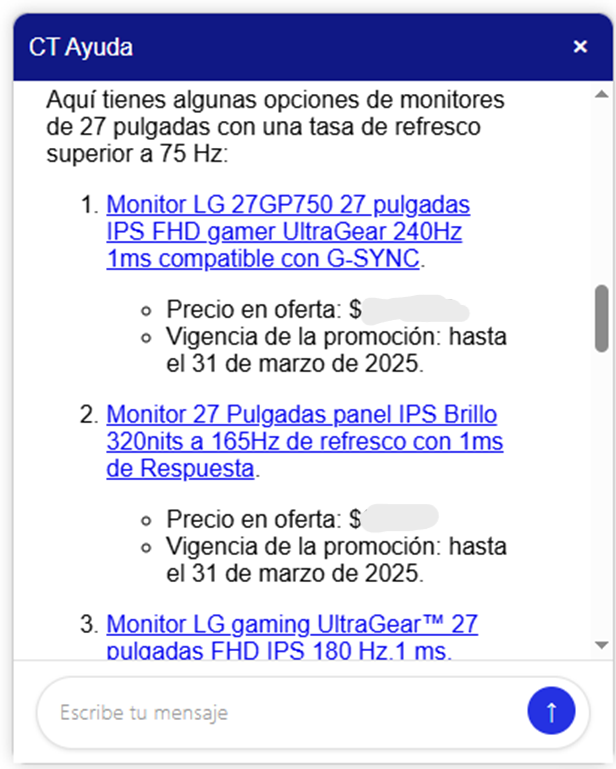 CT Ayuda
×
Aquí tienes algunas opciones de monitores
de 27 pulgadas con una tasa de refresco
superior a 75 Hz:
1. Monitor LG 27GP750 27 pulgadas
IPS FHD gamer UltraGear 240Hz
1ms compatible con G-SYNC.
Precio en oferta: $
Vigencia de la promoción: hasta
el 31 de marzo de 2025.
2. Monitor 27 Pulgadas panel IPS Brillo
320nits a 165Hz de refresco con 1ms
de Respuesta.
Precio en oferta: $
Vigencia de la promoción: hasta
el 31 de marzo de 2025.
3. Monitor LG gaming UltraGear™ 27
pulgadas FHD IPS 180 Hz,1 ms,
Escribe tu mensaje